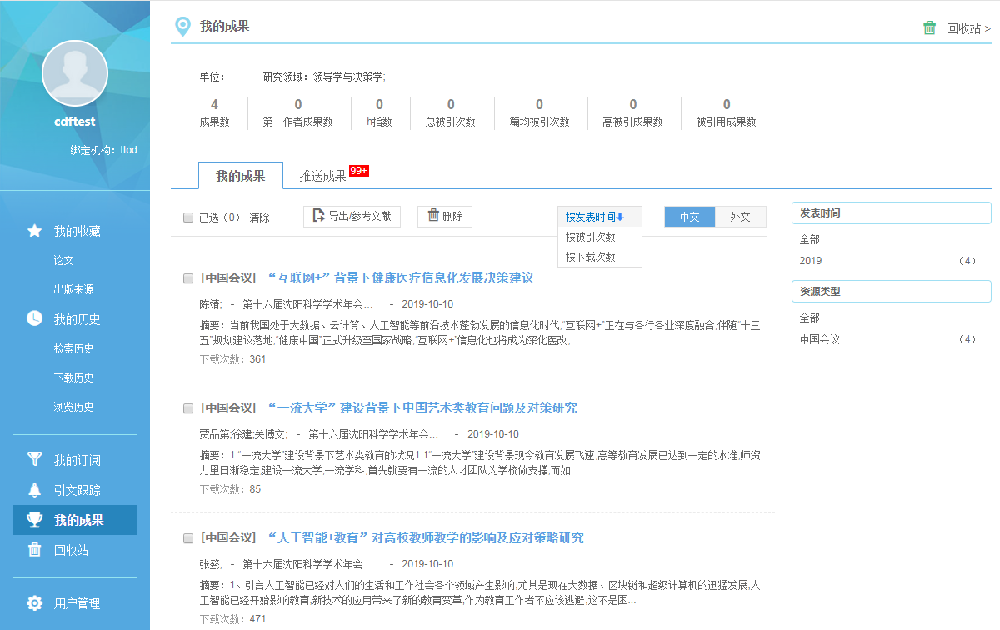 cdftest
绑定机构：ttod
我的收藏
论文
出版来源
我的历史
检索历史
下载历史
浏览历史
我的订阅
引文跟踪
我的成果
回收站
用户管理
我的成果
回收站 >
单位：
研究领域：领导学与决策学;
4
成果数
0
第一作者成果数
0
h指数
0
总被引次数
0
篇均被引次数
0
高被引成果数
0
被引用成果数
我的成果
推送成果 99+
已选（0） 清除
导出/参考文献
删除
按发表时间
按被引次数
按下载次数
中文
外文
[中国会议] “互联网+”背景下健康医疗信息化发展决策建议
陈靖; - 第十六届沈阳科学学术年会... - 2019-10-10
摘要：当前我国处于大数据、云计算、人工智能等前沿技术蓬勃发展的信息化时代,“互联网+”正在与各行各业深度融合,伴随“十三
五”规划建议落地,“健康中国”正式升级至国家战略,“互联网+”信息化也将成为深化医改,...
下载次数：361
[中国会议] “一流大学”建设背景下中国艺术类教育问题及对策研究
贾品第;徐建;关博文; - 第十六届沈阳科学学术年会... - 2019-10-10
摘要：1.“一流大学”建设背景下艺术类教育的状况1.1“一流大学”建设背景现今教育发展飞速,高等教育发展已达到一定的水准,师资
力量日渐稳定,建设一流大学,一流学科,首先就要有一流的人才团队为学校做支撑,而如...
下载次数：85
[中国会议] “人工智能+教育”对高校教师教学的影响及应对策略研究
张懿; - 第十六届沈阳科学学术年会... - 2019-10-10
摘要：1、引言人工智能已经对人们的生活和工作社会各个领域产生影响,尤其是现在大数据、区块链和超级计算机的迅猛发展,人
工智能已经开始影响教育,新技术的应用带来了新的教育变革,作为教育工作者不应该逃避,这不是困...
下载次数：471
发表时间
全部
2019 （4）
资源类型
全部
中国会议 （4）